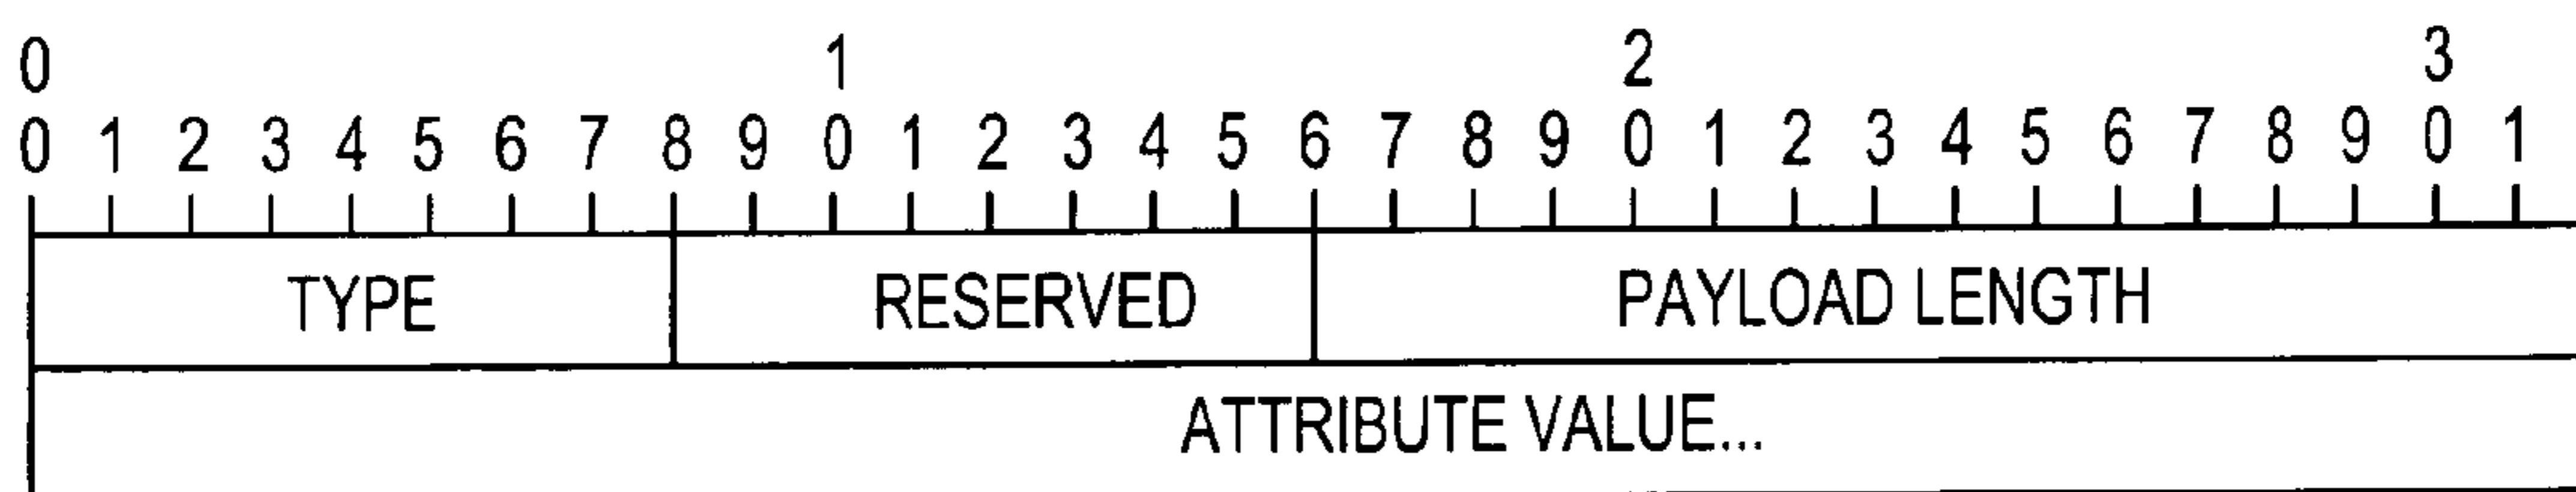 0 1 2 3
0 1 2 3 4 5 6 7 8 9 0 1 2 3 4 5 6 7 8 9 0 1 2 3 4 5 6 7 8 9 0 1
TYPE RESERVED PAYLOAD LENGTH
ATTRIBUTE VALUE...